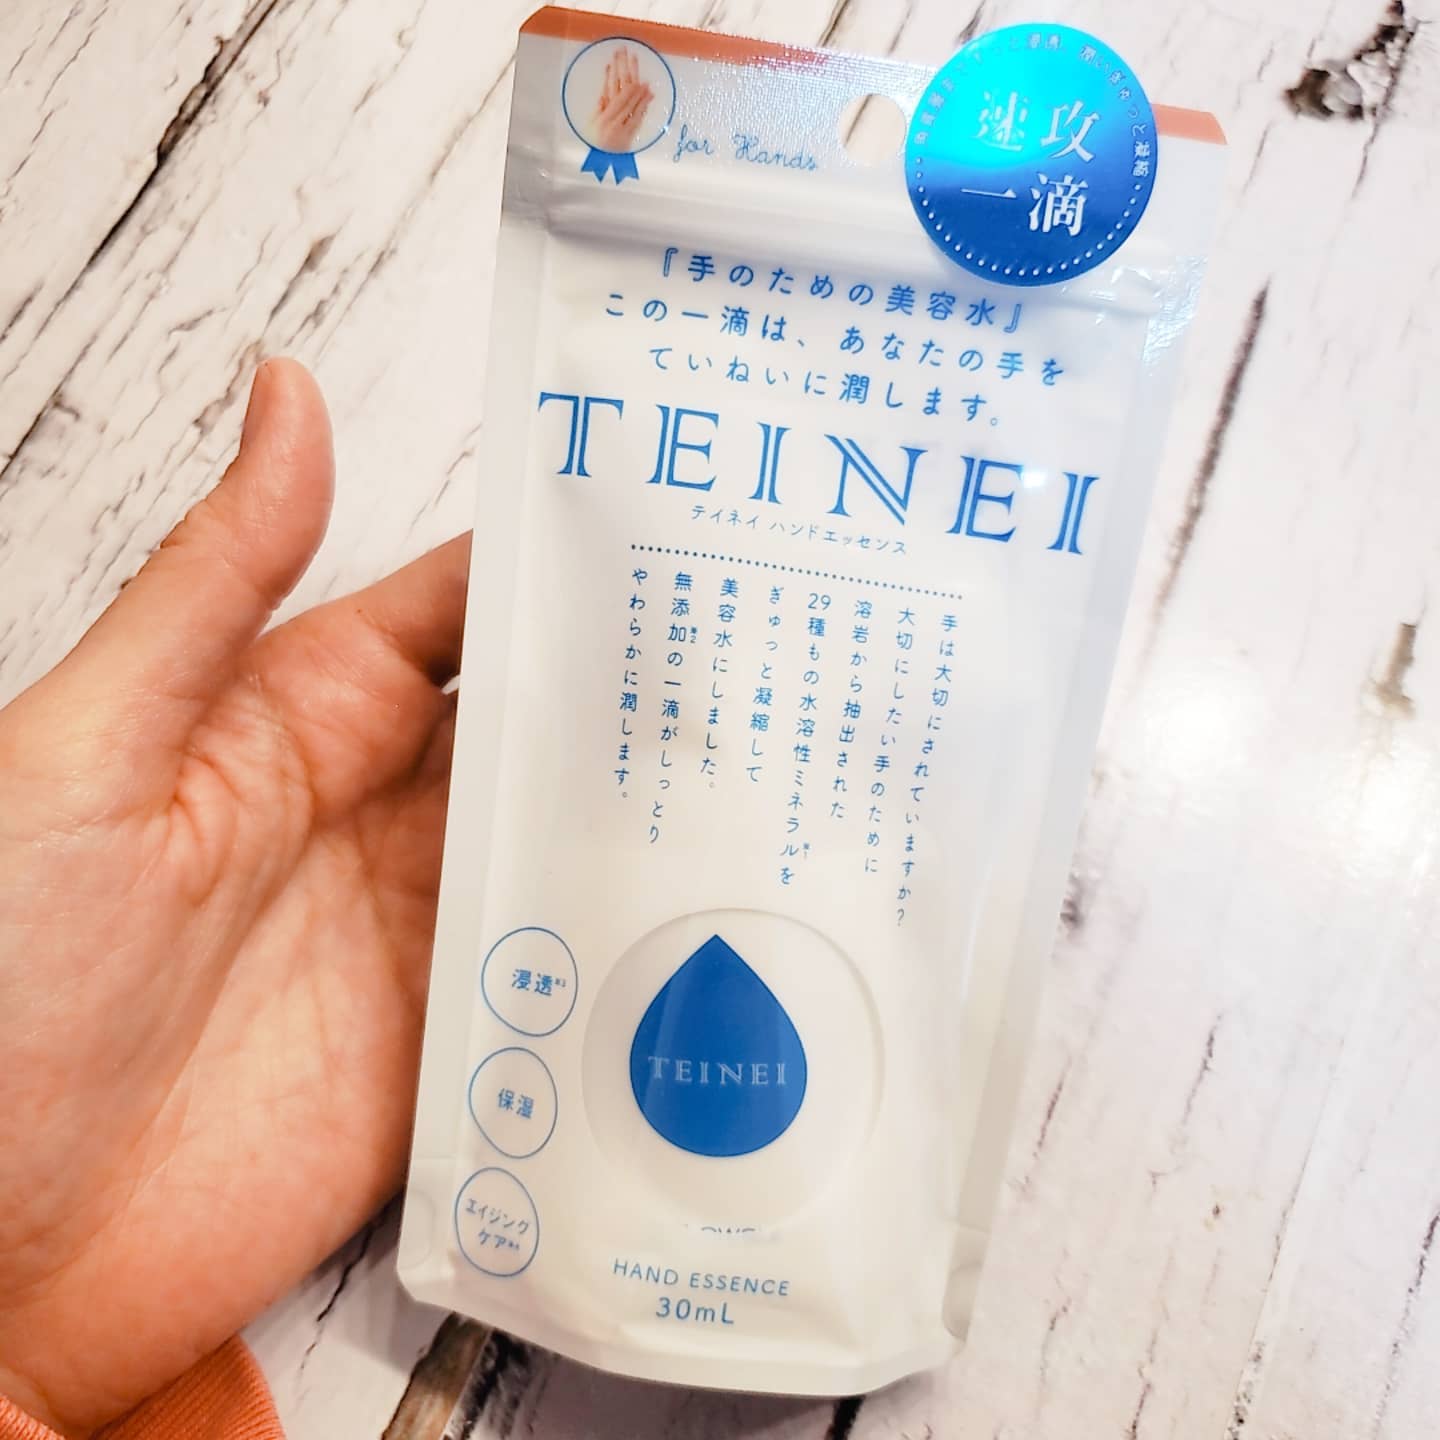 for Hands
速攻
一滴
『手のための美容水』
この一滴は、あなたの手を
ていねいに潤します。
TEINEI
テイネイ ハンドエッセンス
手は大切にされていますか?
大切にしたい手のために
溶岩から抽出された
29種もの水溶性ミネラル※1を
ぎゅっと凝縮して
美容水にしました。
無添加※2の一滴がしっとり
やわらかに潤します。
浸透※3
保湿
エイジング
ケア※4
TEINEI
HAND ESSENCE
30mL